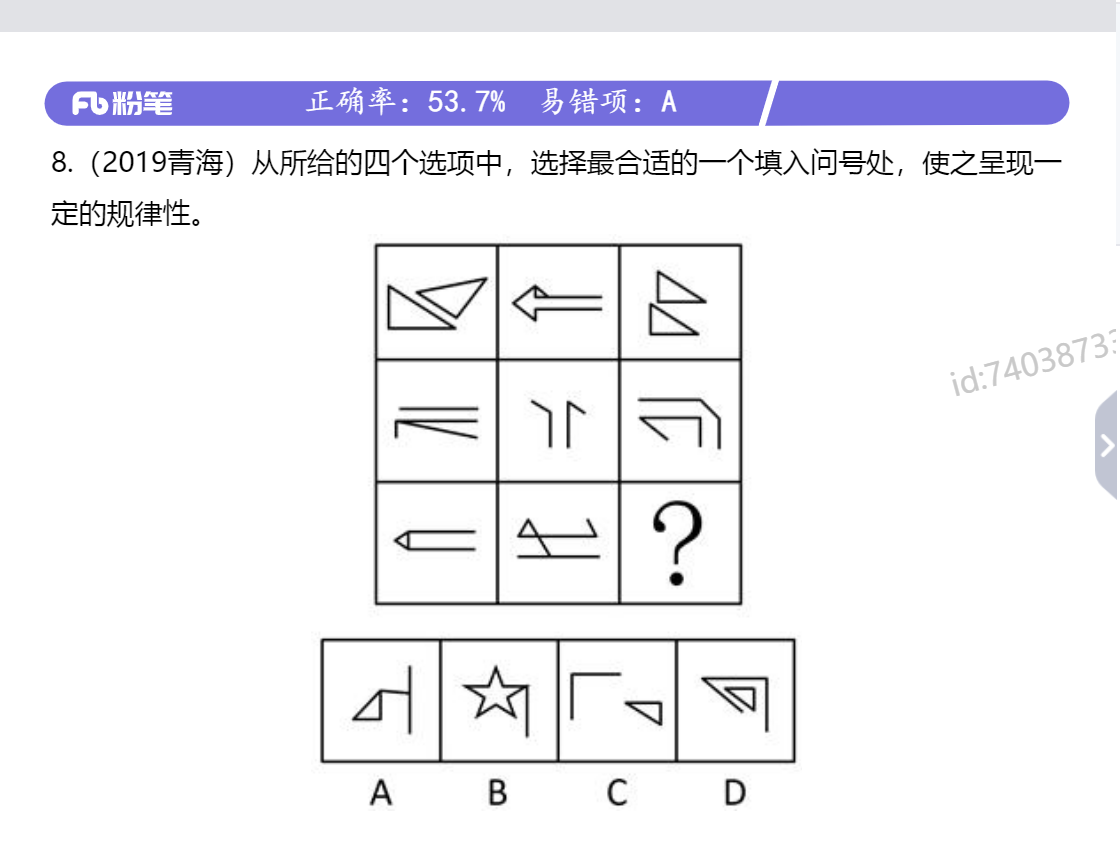 粉笔 正确率：53.7% 易错项：A
8.（2019青海）从所给的四个选项中，选择最合适的一个填入问号处，使之呈现一
定的规律性。
id:7403873
?
A B C D